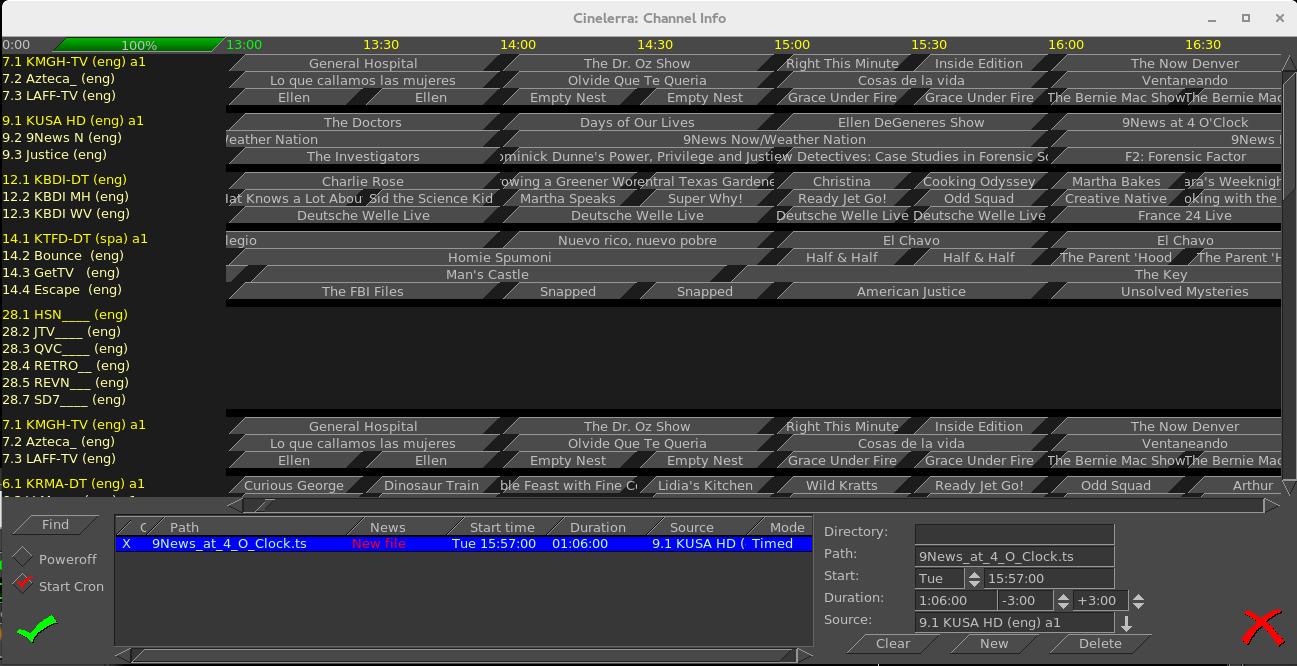 Cinelerra: Channel Info
0:00 100% 13:00 13:30 14:00 14:30 15:00 15:30 16:00 16:30
7.1 KMGH-TV (eng) a1 General Hospital The Dr. Oz Show Right This Minute Inside Edition The Now Denver
7.2 Azteca_ (eng) Lo que callamos las mujeres Olvide Que Te Queria Cosas de la vida Ventaneando
7.3 LAFF-TV (eng) Ellen Ellen Empty Nest Empty Nest Grace Under Fire Grace Under Fire The Bernie Mac Show The Bernie Mac
9.1 KUSA HD (eng) a1 The Doctors Days of Our Lives Ellen DeGeneres Show 9News at 4 O'Clock
9.2 9News N (eng) Weather Nation 9News Now/Weather Nation 9News
9.3 Justice (eng) The Investigators ominick Dunne's Power, Privilege and Justi ew Detectives: Case Studies in Forensic Sc F2: Forensic Factor
12.1 KBDI-DT (eng) Charlie Rose owing a Greener Wor entral Texas Gardene Christina Cooking Odyssey Martha Bakes ara's Weeknigh
12.2 KBDI MH (eng) at Knows a Lot Abou Sid the Science Kid Martha Speaks Super Why! Ready Jet Go! Odd Squad Creative Native oking with the
12.3 KBDI WV (eng) Deutsche Welle Live Deutsche Welle Live Deutsche Welle Live Deutsche Welle Live France 24 Live
14.1 KTFD-DT (spa) a1 legio Nuevo rico, nuevo pobre El Chavo El Chavo
14.2 Bounce (eng) Homie Spumoni Half & Half Half & Half The Parent 'Hood The Parent 'H
14.3 GetTV (eng) Man's Castle The Key
14.4 Escape (eng) The FBI Files Snapped Snapped American Justice Unsolved Mysteries
28.1 HSN____ (eng)
28.2 JTV____ (eng)
28.3 QVC____ (eng)
28.4 RETRO__ (eng)
28.5 REVN___ (eng)
28.7 SD7____ (eng)
7.1 KMGH-TV (eng) a1 General Hospital The Dr. Oz Show Right This Minute Inside Edition The Now Denver
7.2 Azteca_ (eng) Lo que callamos las mujeres Olvide Que Te Queria Cosas de la vida Ventaneando
7.3 LAFF-TV (eng) Ellen Ellen Empty Nest Empty Nest Grace Under Fire Grace Under Fire The Bernie Mac Show The Bernie Mac
6.1 KRMA-DT (eng) a1 Curious George Dinosaur Train ble Feast with Fine C Lidia's Kitchen Wild Kratts Ready Jet Go! Odd Squad Arthur
Find
Poweroff
Start Cron
C Path News Start time Duration Source Mode
X 9News_at_4_O_Clock.ts New file Tue 15:57:00 01:06:00 9.1 KUSA HD ( Timed
Directory:
Path: 9News_at_4_O_Clock.ts
Start: Tue 15:57:00
Duration: 1:06:00 -3:00 +3:00
Source: 9.1 KUSA HD (eng) a1
Clear New Delete